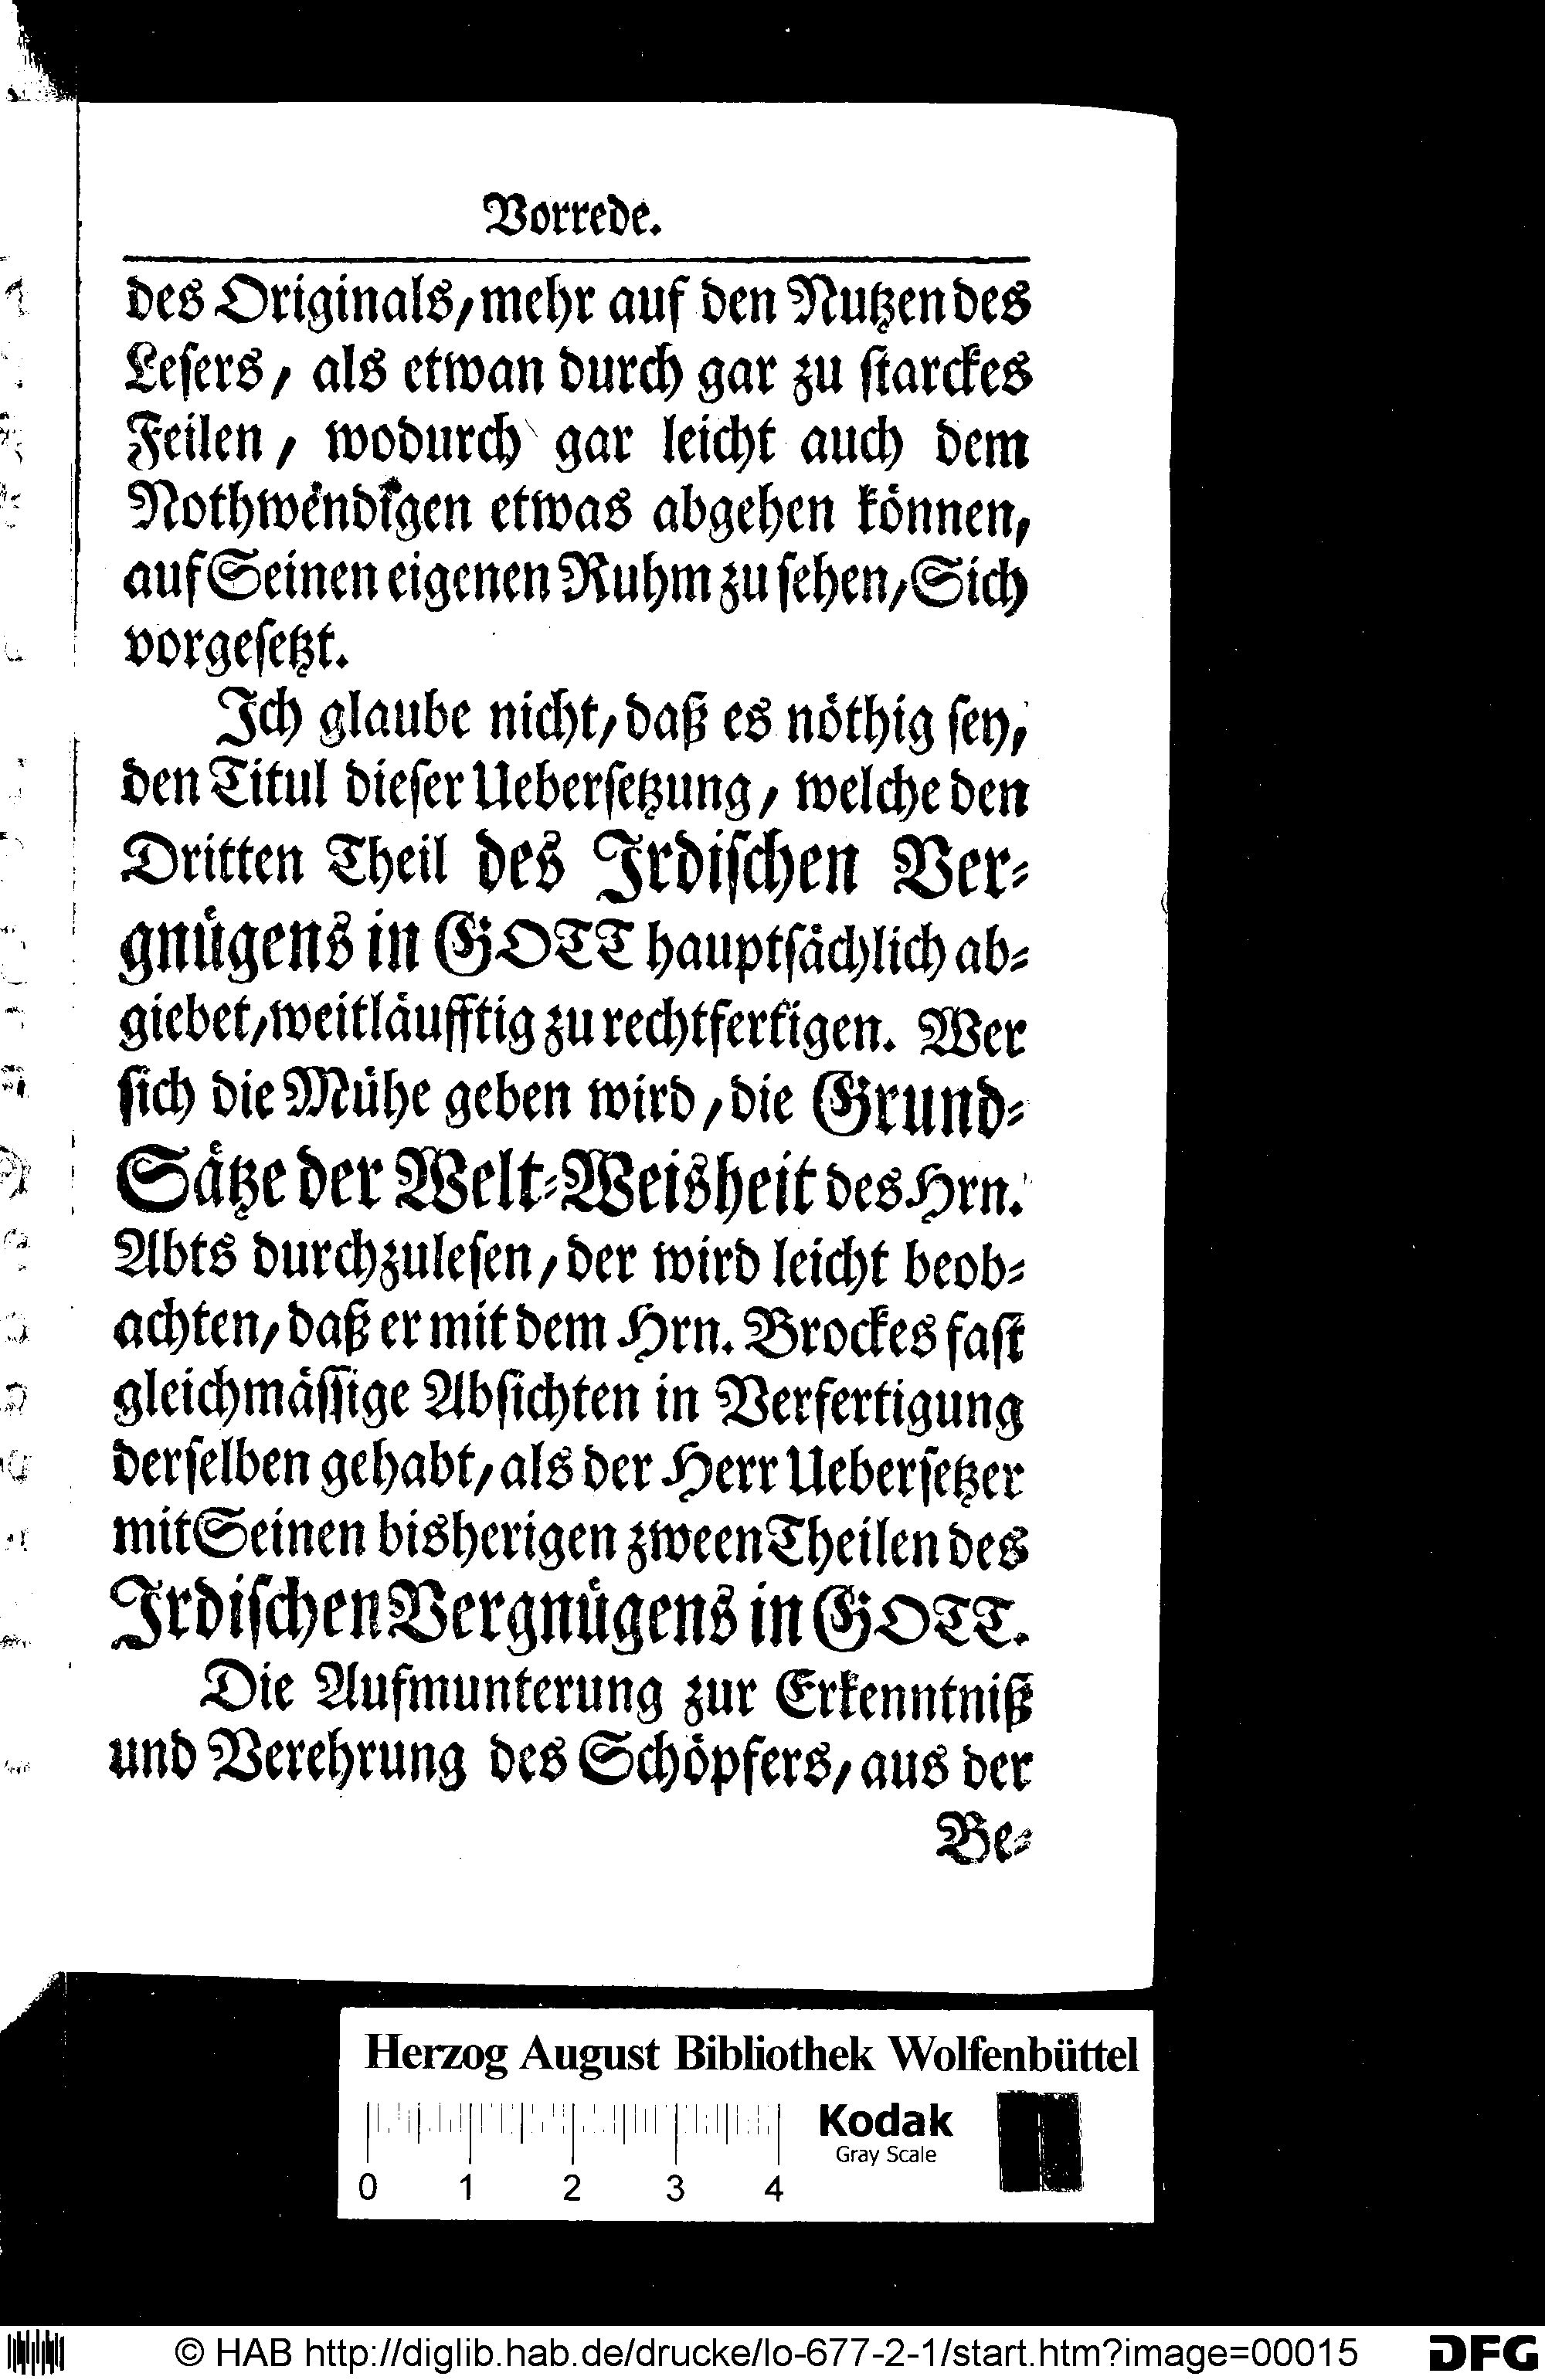 Vorrede.
des Originals, mehr auf den Nutzen des
Lesers, als etwan durch gar zu starckes
Feilen, wodurch gar leicht auch dem
Nothwendigen etwas abgehen können,
auf Seinen eigenen Ruhm zu sehen, Sich
vorgesetzt.
Ich glaube nicht, daß es nöthig sey,
den Titul dieser Uebersetzung, welche den
Dritten Theil des Irdischen Ver-
gnügens in GOTT hauptsächlich ab-
giebet, weitläufftig zu rechtfertigen. Wer
sich die Mühe geben wird, die Grund-
Sätze der Welt-Weisheit des Hrn.
Abts durchzulesen, der wird leicht beob-
achten, daß er mit dem Hrn. Brockes fast
gleichmässige Absichten in Verfertigung
derselben gehabt, als der Herr Uebersetzer
mit Seinen bisherigen zween Theilen des
Irdischen Vergnügens in GOTT.
Die Aufmunterung zur Erkenntniß
und Verehrung des Schöpfers, aus der
Be-
Herzog August Bibliothek Wolfenbüttel
Kodak
Gray Scale
0 1 2 3 4
© HAB http://diglib.hab.de/drucke/lo-677-2-1/start.htm?image=00015
DFG